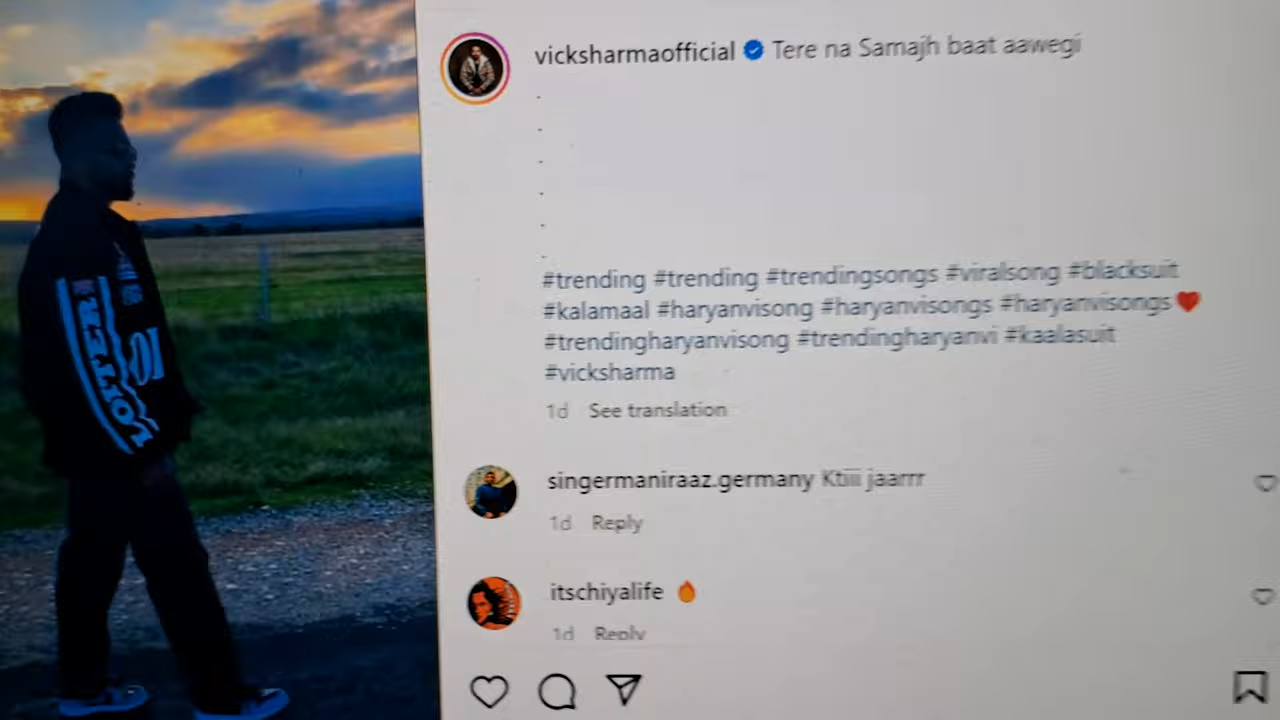 vicksharmaofficial Tere na Samajh baat aawegi
.
.
.
.
.
.
#trending #trending #trendingsongs #viralsong #blacksuit
#kalamaal #haryanvisong #haryanvisongs #haryanvisongs❤️
#trendingharyanvisong #trendingharyanvi #kaalasuit
#vicksharma
1d See translation
singermaniraaz.germany Ktiii jaarrr
1d Reply
itschiyalife 🔥
1d Reply